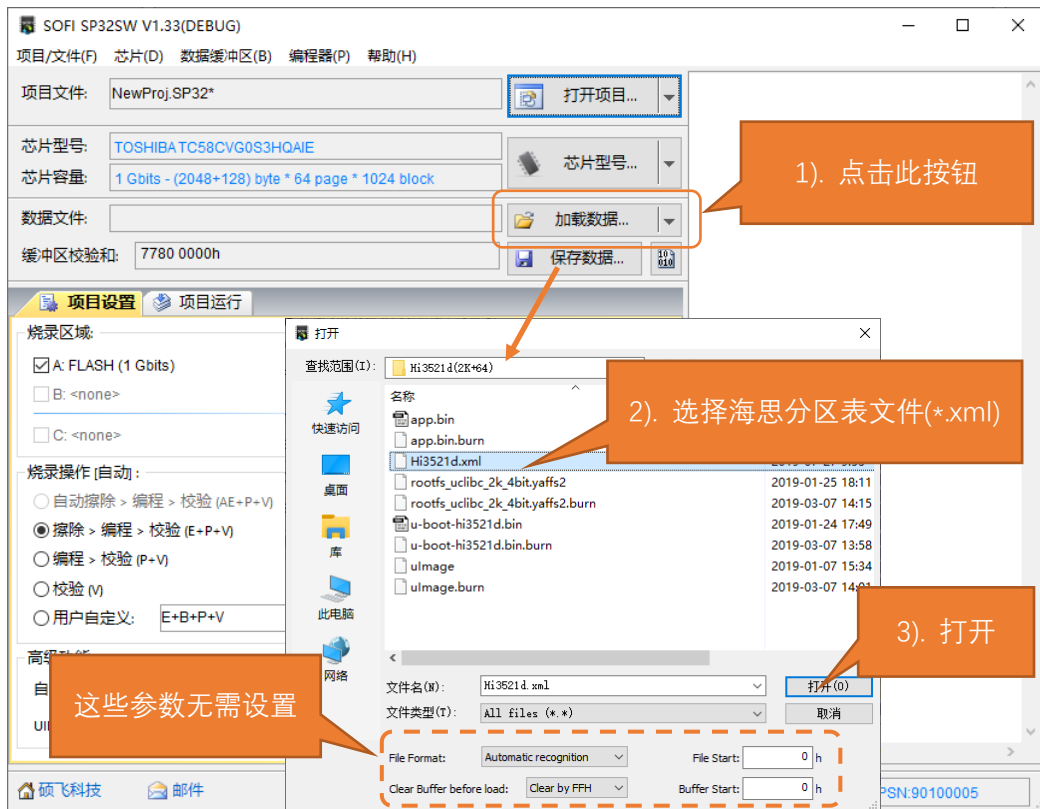 SOFI SP32SW V1.33(DEBUG)
项目/文件(F) 芯片(D) 数据缓冲区(B) 编程器(P) 帮助(H)
项目文件: NewProj.SP32* 打开项目...
芯片型号: TOSHIBA TC58CVG0S3HQAIE 芯片型号...
芯片容量: 1 Gbits - (2048+128) byte * 64 page * 1024 block
1). 点击此按钮
数据文件: 加载数据...
缓冲区校验和: 7780 0000h 保存数据...
项目设置 项目运行
烧录区域:
A: FLASH (1 Gbits)
B: <none>
C: <none>
烧录操作 [自动] :
自动擦除 > 编程 > 校验 (AE+P+V)
擦除 > 编程 > 校验 (E+P+V)
编程 > 校验 (P+V)
校验 (V)
用户自定义: E+B+P+V
打开
查找范围(I): Hi3521d(2K+64)
快速访问
桌面
库
此电脑
网络
名称
app.bin
app.bin.burn
Hi3521d.xml
rootfs_uclibc_2k_4bit.yaffs2 2019-01-25 18:11
rootfs_uclibc_2k_4bit.yaffs2.burn 2019-03-07 14:15
u-boot-hi3521d.bin 2019-01-24 17:49
u-boot-hi3521d.bin.burn 2019-03-07 13:58
uImage 2019-01-07 15:34
uImage.burn 2019-03-07
2). 选择海思分区表文件(*.xml)
3). 打开
这些参数无需设置
文件名(N): Hi3521d.xml 打开(O)
文件类型(T): All files (*.*) 取消
File Format: Automatic recognition File Start: 0 h
Clear Buffer before load: Clear by FFH Buffer Start: 0 h
硕飞科技 邮件 PSN:90100005